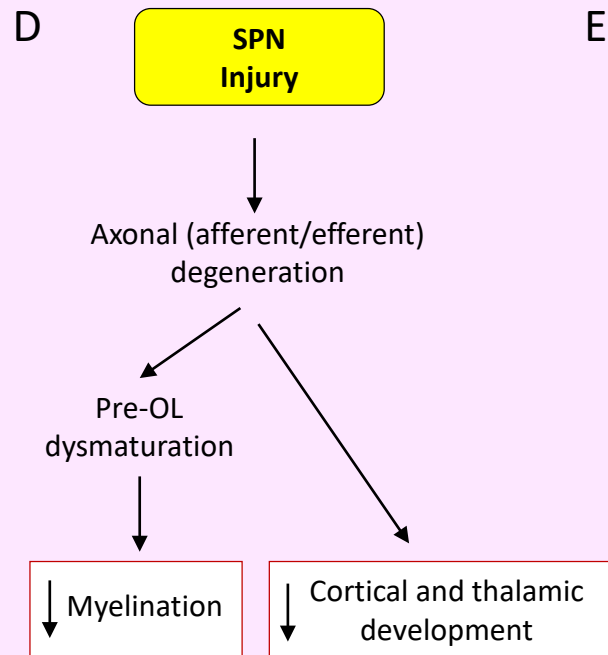 D
E
SPN
Injury
Axonal (afferent/efferent)
degeneration
Pre-OL
dysmaturation
Myelination
Cortical and thalamic
development